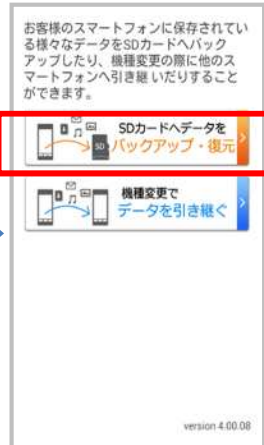 お客様のスマートフォンに保存されてい
る様々なデータをSDカードへバック
アップしたり、機種変更の際に他のス
マートフォンへ引き継 いだりすること
ができます。
SD
SDカードへデータを
バックアップ・復元
機種変更で
データを引き継ぐ
version 4.00.08